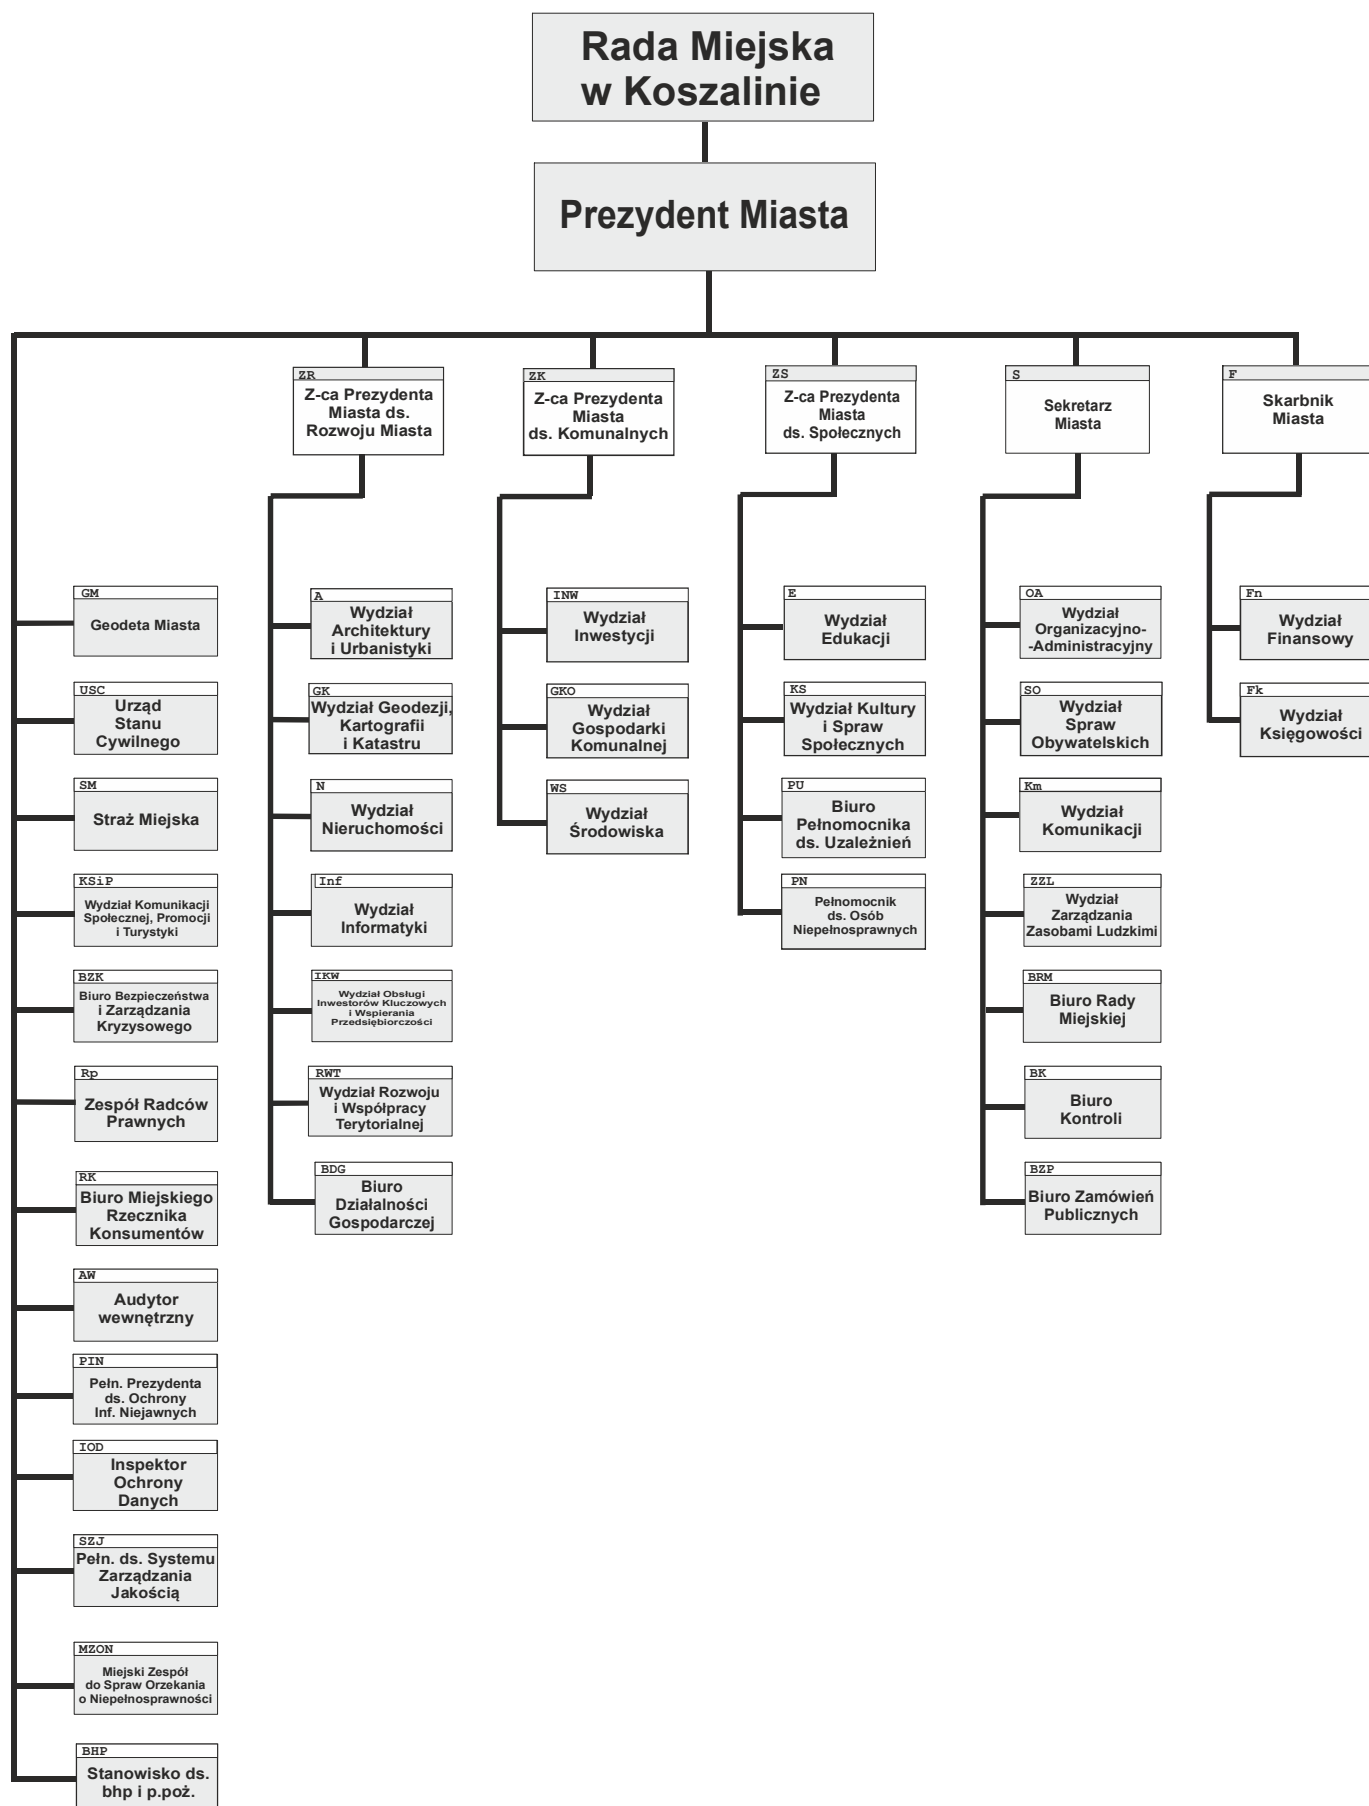 Rada Miejska
w Koszalinie
Prezydent Miasta
ZR
Z-ca Prezydenta
Miasta ds.
Rozwoju Miasta
ZK
Z-ca Prezydenta
Miasta
ds. Komunalnych
ZS
Z-ca Prezydenta
Miasta
ds. Społecznych
S
Sekretarz
Miasta
F
Skarbnik
Miasta
GM
Geodeta Miasta
USC
Urząd
Stanu
Cywilnego
SM
Straż Miejska
KSiP
Wydział Komunikacji
Społecznej, Promocji
i Turystyki
BZK
Biuro Bezpieczeństwa
i Zarządzania
Kryzysowego
Rp
Zespół Radców
Prawnych
RK
Biuro Miejskiego
Rzecznika
Konsumentów
AW
Audytor
wewnętrzny
PIN
Pełn. Prezydenta
ds. Ochrony
Inf. Niejawnych
IOD
Inspektor
Ochrony
Danych
SZJ
Pełn. ds. Systemu
Zarządzania
Jakością
MZON
Miejski Zespół
do Spraw Orzekania
o Niepełnosprawności
BHP
Stanowisko ds.
bhp i p.poż.
A
Wydział
Architektury
i Urbanistyki
GK
Wydział Geodezji,
Kartografii
i Katastru
N
Wydział
Nieruchomości
Inf
Wydział
Informatyki
IKW
Wydział Obsługi
Inwestorów Kluczowych
i Wspierania
Przedsiębiorczości
RWT
Wydział Rozwoju
i Współpracy
Terytorialnej
BDG
Biuro
Działalności
Gospodarczej
INW
Wydział
Inwestycji
GKO
Wydział
Gospodarki
Komunalnej
WS
Wydział
Środowiska
E
Wydział
Edukacji
KS
Wydział Kultury
i Spraw
Społecznych
PU
Biuro
Pełnomocnika
ds. Uzależnień
PN
Pełnomocnik
ds. Osób
Niepełnosprawnych
OA
Wydział
Organizacyjno-
-Administracyjny
SO
Wydział
Spraw
Obywatelskich
Km
Wydział
Komunikacji
ZZL
Wydział
Zarządzania
Zasobami Ludzkimi
BRM
Biuro Rady
Miejskiej
BK
Biuro
Kontroli
BZP
Biuro Zamówień
Publicznych
Fn
Wydział
Finansowy
Fk
Wydział
Księgowości